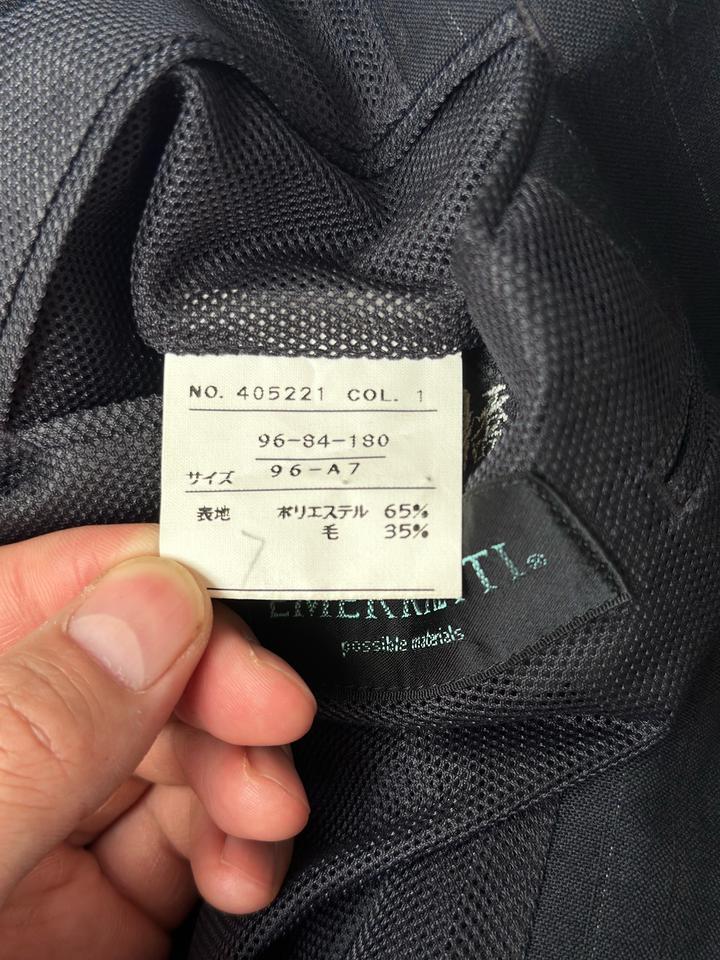 NO. 405221 COL. 1
96-84-180
サイズ 96-A7
表地 ポリエステル 65%
毛 35%
7
possible materials